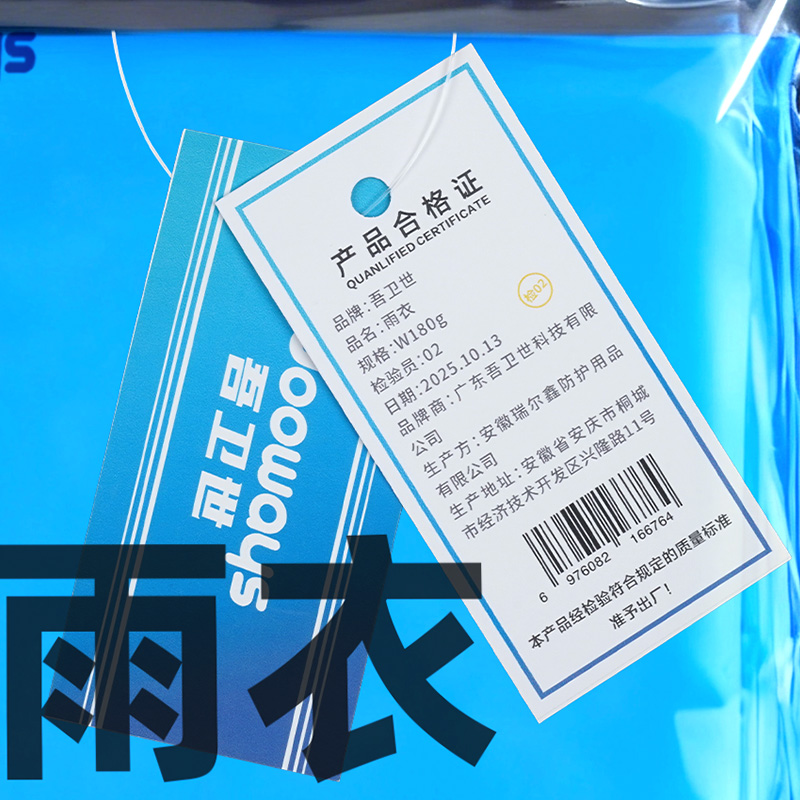 产品合格证
QUANLIFIED CERTIFICATE
品牌:吾卫世
品名:雨衣
规格:W180g
检验员:02
日期:2025.10.13
品牌商:广东吾卫世科技有限
公司
生产方:安徽瑞尔鑫防护用品
有限公司
生产地址:安徽省安庆市桐城
市经济技术开发区兴隆路11号
检02
6 976082 166764
本产品经检验符合规定的质量标准
准予出厂!
吾卫世
shamoo
雨衣